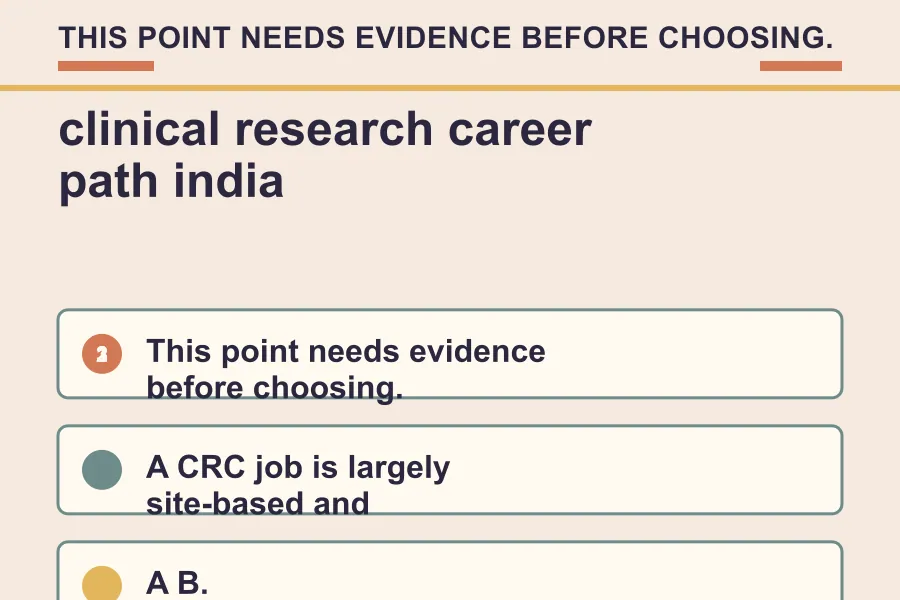 THIS POINT NEEDS EVIDENCE BEFORE CHOOSING.
clinical research career
path india
This point needs evidence
before choosing.
A CRC job is largely
site-based and
A B.